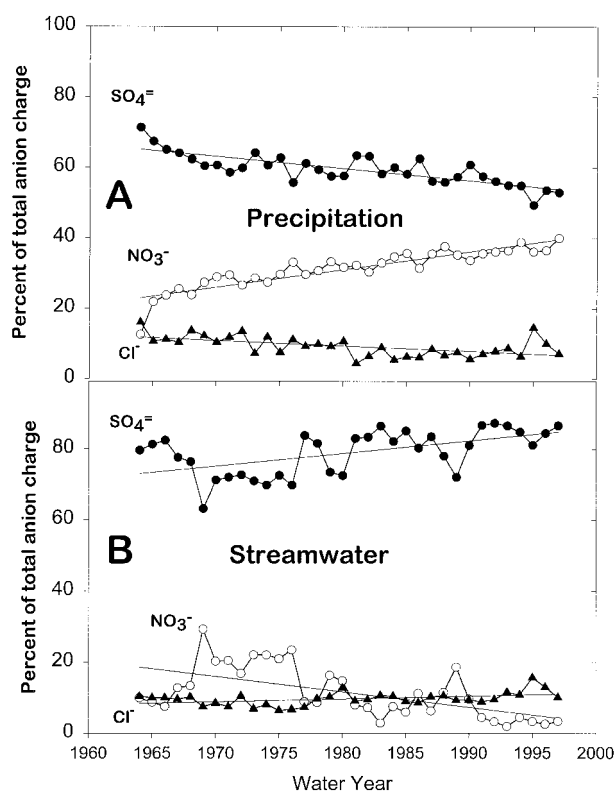 100
80
60
40
20
0
Percent of total anion charge
SO4=
A
Precipitation
NO3-
Cl-
80
60
40
20
0
Percent of total anion charge
SO4=
B
Streamwater
NO3-
Cl-
1960 1965 1970 1975 1980 1985 1990 1995 2000
Water Year